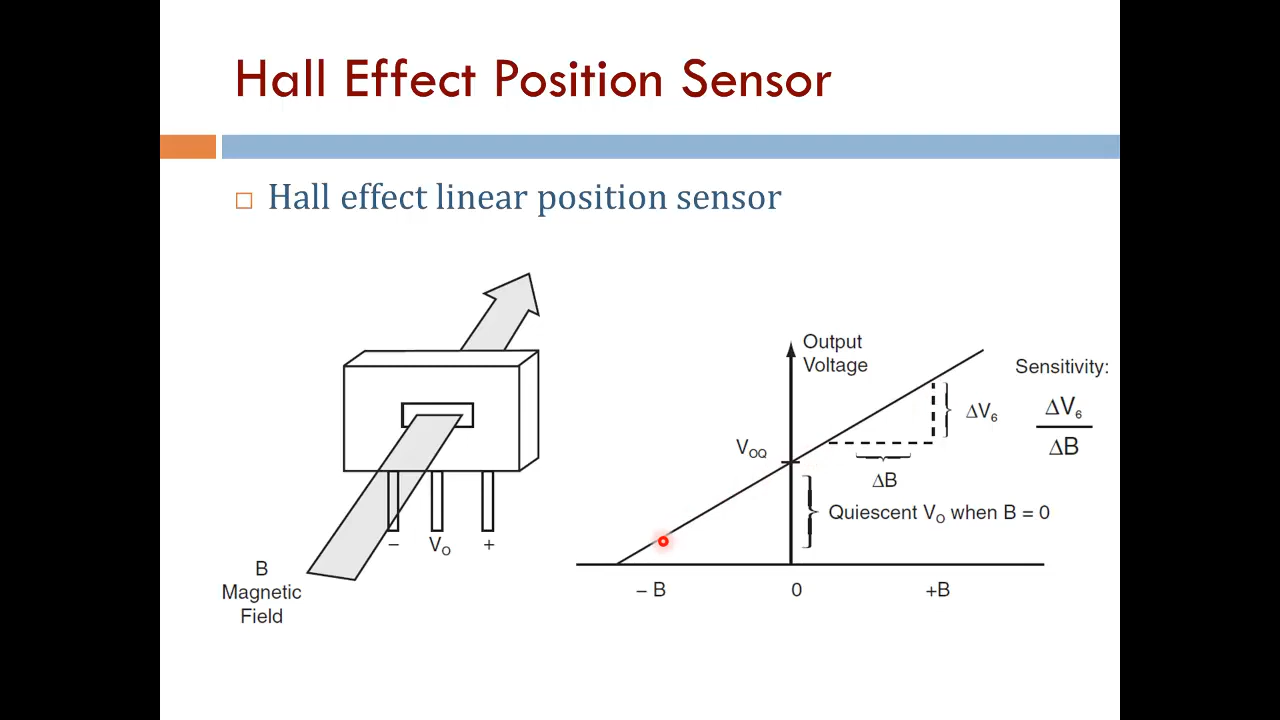 Hall Effect Position Sensor
Hall effect linear position sensor
− V₀ +
B
Magnetic
Field
Output
Voltage
V_OQ
ΔV₆
ΔB
Quiescent V_O when B = 0
− B 0 +B
Sensitivity:
ΔV₆
ΔB